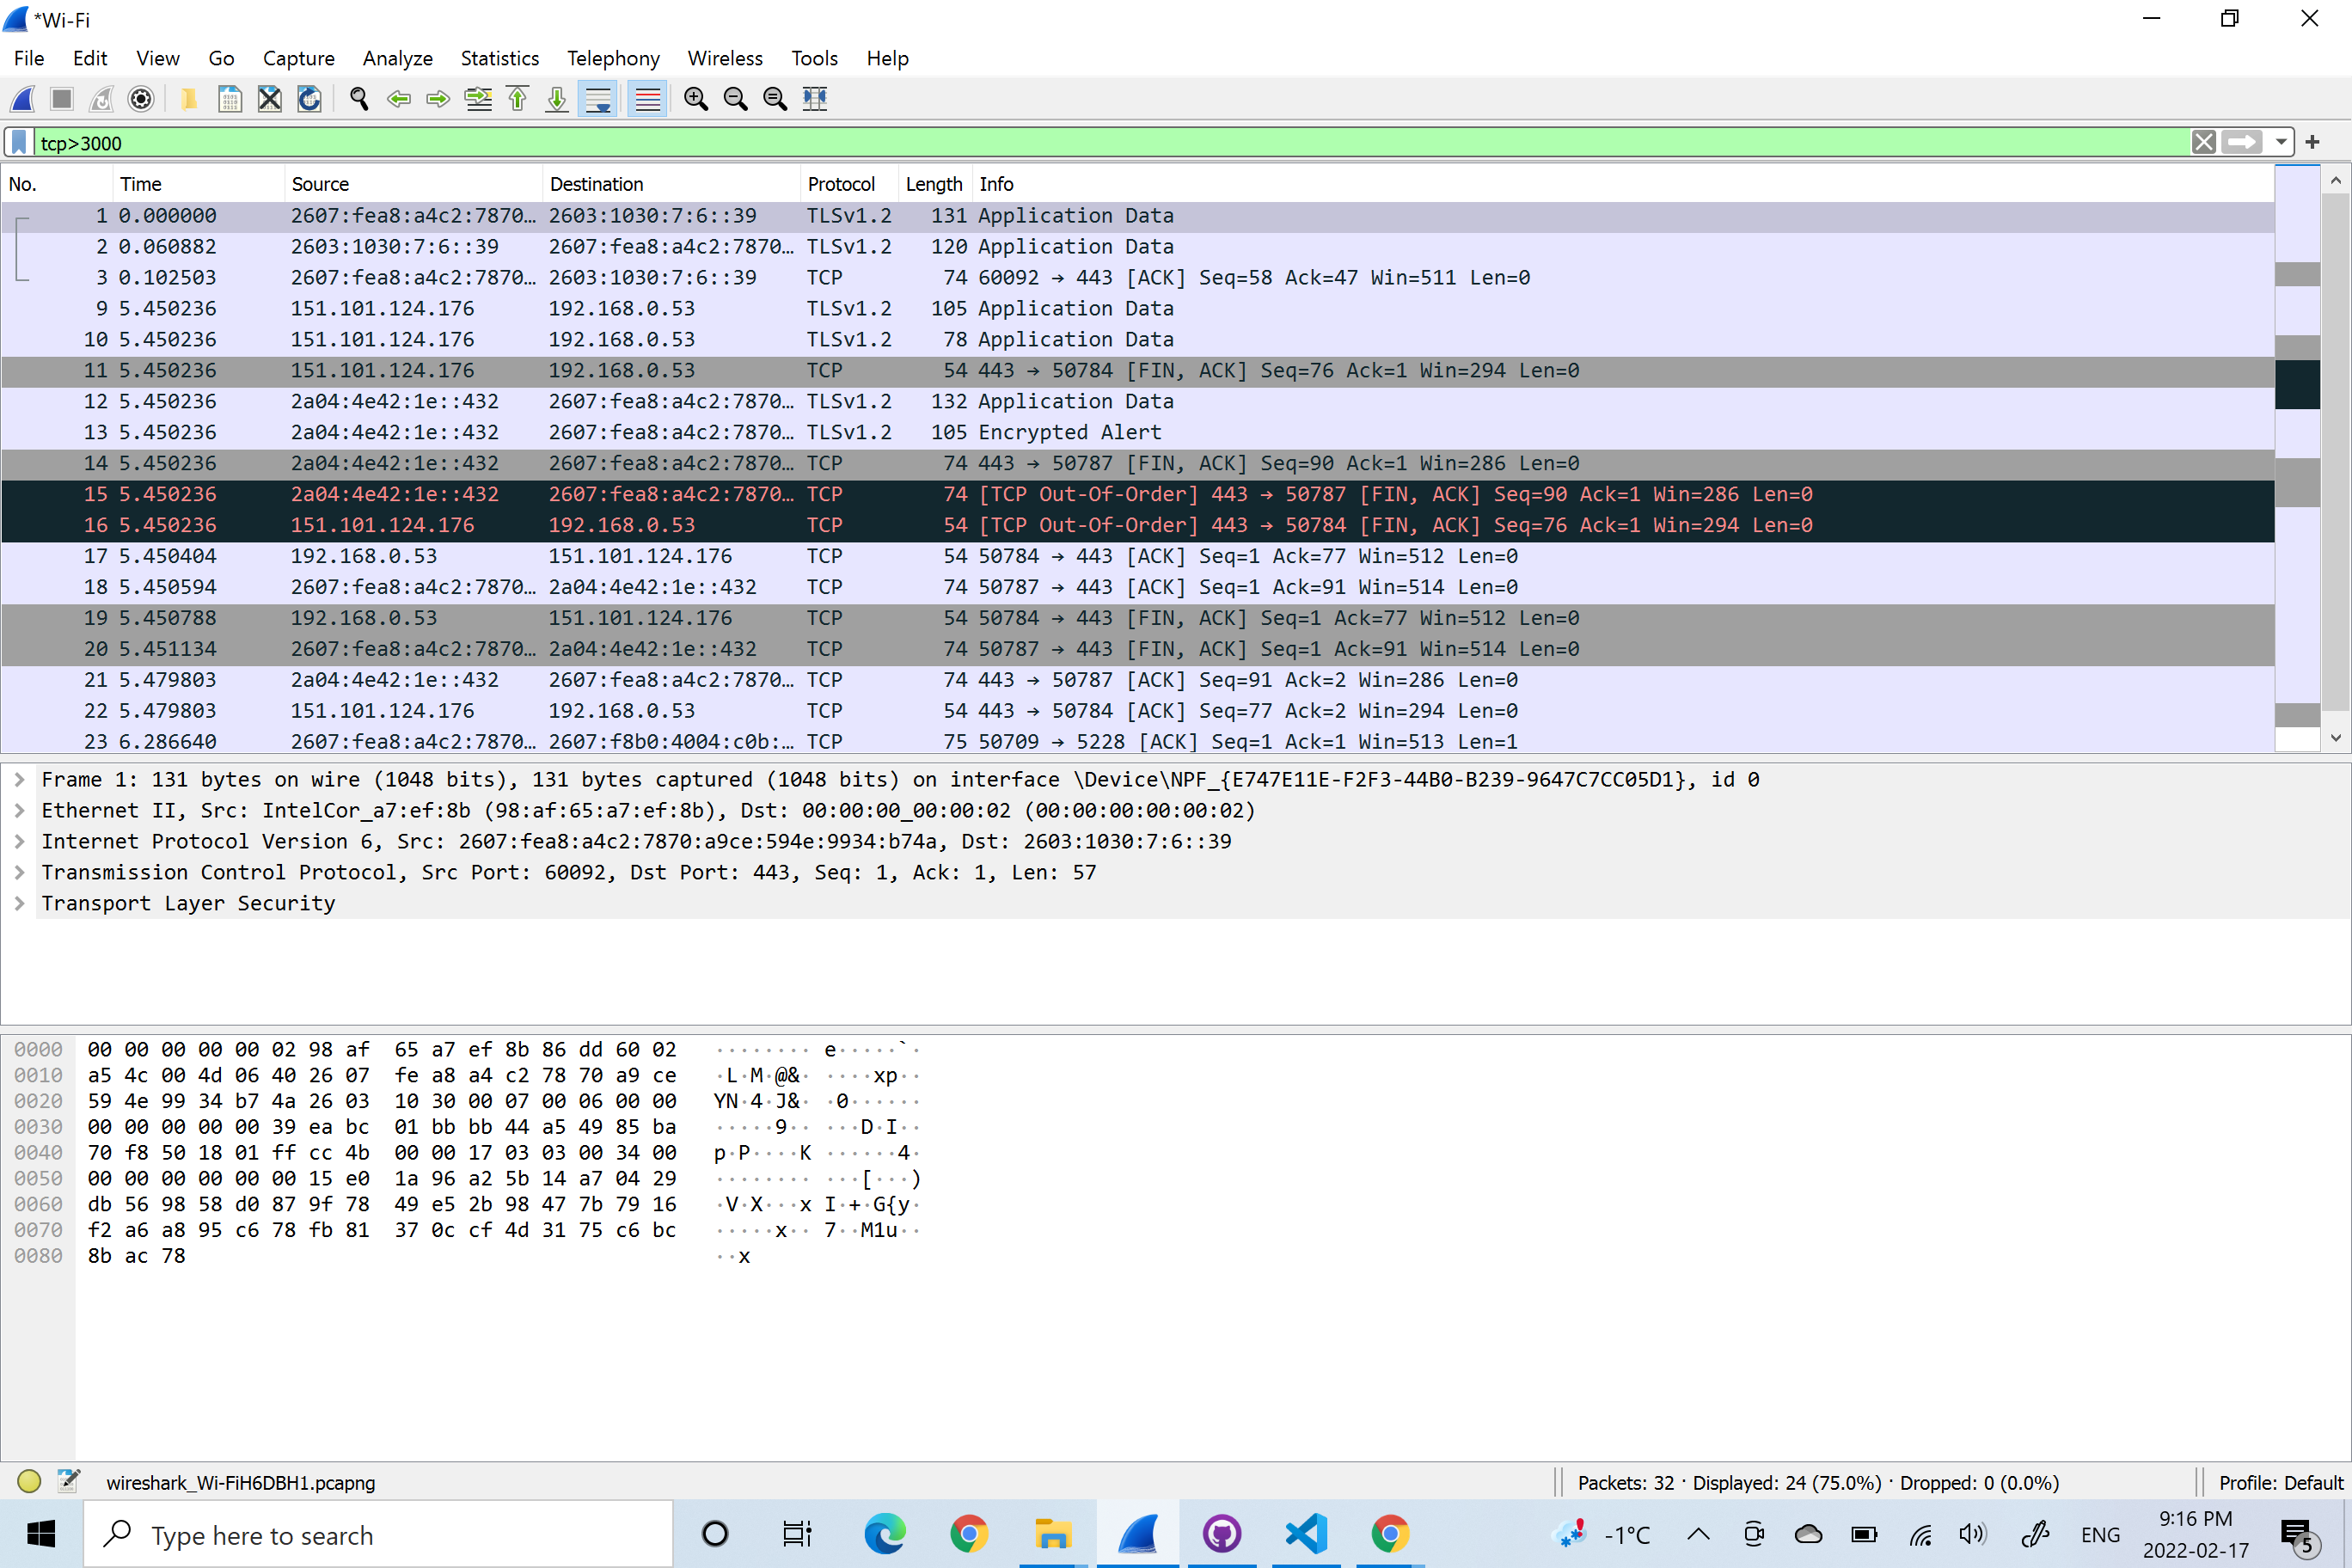 *Wi-Fi
File Edit View Go Capture Analyze Statistics Telephony Wireless Tools Help
tcp>3000
No. Time Source Destination Protocol Length Info
1 0.000000 2607:fea8:a4c2:7870… 2603:1030:7:6::39 TLSv1.2 131 Application Data
2 0.060882 2603:1030:7:6::39 2607:fea8:a4c2:7870… TLSv1.2 120 Application Data
3 0.102503 2607:fea8:a4c2:7870… 2603:1030:7:6::39 TCP 74 60092 → 443 [ACK] Seq=58 Ack=47 Win=511 Len=0
9 5.450236 151.101.124.176 192.168.0.53 TLSv1.2 105 Application Data
10 5.450236 151.101.124.176 192.168.0.53 TLSv1.2 78 Application Data
11 5.450236 151.101.124.176 192.168.0.53 TCP 54 443 → 50784 [FIN, ACK] Seq=76 Ack=1 Win=294 Len=0
12 5.450236 2a04:4e42:1e::432 2607:fea8:a4c2:7870… TLSv1.2 132 Application Data
13 5.450236 2a04:4e42:1e::432 2607:fea8:a4c2:7870… TLSv1.2 105 Encrypted Alert
14 5.450236 2a04:4e42:1e::432 2607:fea8:a4c2:7870… TCP 74 443 → 50787 [FIN, ACK] Seq=90 Ack=1 Win=286 Len=0
15 5.450236 2a04:4e42:1e::432 2607:fea8:a4c2:7870… TCP 74 [TCP Out-Of-Order] 443 → 50787 [FIN, ACK] Seq=90 Ack=1 Win=286 Len=0
16 5.450236 151.101.124.176 192.168.0.53 TCP 54 [TCP Out-Of-Order] 443 → 50784 [FIN, ACK] Seq=76 Ack=1 Win=294 Len=0
17 5.450404 192.168.0.53 151.101.124.176 TCP 54 50784 → 443 [ACK] Seq=1 Ack=77 Win=512 Len=0
18 5.450594 2607:fea8:a4c2:7870… 2a04:4e42:1e::432 TCP 74 50787 → 443 [ACK] Seq=1 Ack=91 Win=514 Len=0
19 5.450788 192.168.0.53 151.101.124.176 TCP 54 50784 → 443 [FIN, ACK] Seq=1 Ack=77 Win=512 Len=0
20 5.451134 2607:fea8:a4c2:7870… 2a04:4e42:1e::432 TCP 74 50787 → 443 [FIN, ACK] Seq=1 Ack=91 Win=514 Len=0
21 5.479803 2a04:4e42:1e::432 2607:fea8:a4c2:7870… TCP 74 443 → 50787 [ACK] Seq=91 Ack=2 Win=286 Len=0
22 5.479803 151.101.124.176 192.168.0.53 TCP 54 443 → 50784 [ACK] Seq=77 Ack=2 Win=294 Len=0
23 6.286640 2607:fea8:a4c2:7870… 2607:f8b0:4004:c0b:… TCP 75 50709 → 5228 [ACK] Seq=1 Ack=1 Win=513 Len=1
Frame 1: 131 bytes on wire (1048 bits), 131 bytes captured (1048 bits) on interface \Device\NPF_{E747E11E-F2F3-44B0-B239-9647C7CC05D1}, id 0
Ethernet II, Src: IntelCor_a7:ef:8b (98:af:65:a7:ef:8b), Dst: 00:00:00_00:00:02 (00:00:00:00:00:02)
Internet Protocol Version 6, Src: 2607:fea8:a4c2:7870:a9ce:594e:9934:b74a, Dst: 2603:1030:7:6::39
Transmission Control Protocol, Src Port: 60092, Dst Port: 443, Seq: 1, Ack: 1, Len: 57
Transport Layer Security
0000 00 00 00 00 00 02 98 af 65 a7 ef 8b 86 dd 60 02 ········ e·····`·
0010 a5 4c 00 4d 06 40 26 07 fe a8 a4 c2 78 70 a9 ce ·L·M·@&· ····xp··
0020 59 4e 99 34 b7 4a 26 03 10 30 00 07 00 06 00 00 YN·4·J&· ·0······
0030 00 00 00 00 00 39 ea bc 01 bb bb 44 a5 49 85 ba ·····9·· ···D·I··
0040 70 f8 50 18 01 ff cc 4b 00 00 17 03 03 00 34 00 p·P····K ······4·
0050 00 00 00 00 00 00 15 e0 1a 96 a2 5b 14 a7 04 29 ········ ···[···)
0060 db 56 98 58 d0 87 9f 78 49 e5 2b 98 47 7b 79 16 ·V·X···x I·+·G{y·
0070 f2 a6 a8 95 c6 78 fb 81 37 0c cf 4d 31 75 c6 bc ·····x·· 7··M1u··
0080 8b ac 78 ··x
wireshark_Wi-FiH6DBH1.pcapng Packets: 32 · Displayed: 24 (75.0%) · Dropped: 0 (0.0%) Profile: Default
Type here to search -1°C ENG 9:16 PM
2022-02-17 5